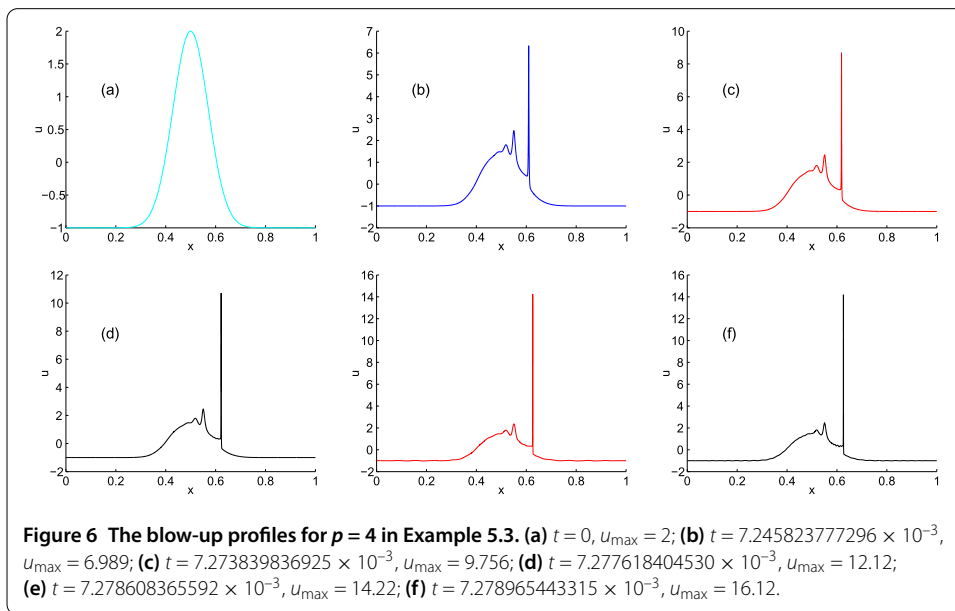 2
1.5
1
0.5
0
−0.5
−1
u
(a)
0 0.2 0.4 0.6 0.8 1
x
7
6
5
4
3
2
1
0
−1
−2
u
(b)
0 0.2 0.4 0.6 0.8 1
x
10
8
6
4
2
0
−2
u
(c)
0 0.2 0.4 0.6 0.8 1
x
12
10
8
6
4
2
0
−2
u
(d)
0 0.2 0.4 0.6 0.8 1
x
16
14
12
10
8
6
4
2
0
−2
u
0 0.2 0.4 0.6 0.8 1
x
16
14
12
10
8
6
4
2
0
−2
u
(f)
0 0.2 0.4 0.6 0.8 1
x
Figure 6 The blow-up profiles for p = 4 in Example 5.3. (a) t = 0, umax = 2; (b) t = 7.245823777296 × 10−3,
umax = 6.989; (c) t = 7.273839836925 × 10−3, umax = 9.756; (d) t = 7.277618404530 × 10−3, umax = 12.12;
(e) t = 7.278608365592 × 10−3, umax = 14.22; (f) t = 7.278965443315 × 10−3, umax = 16.12.